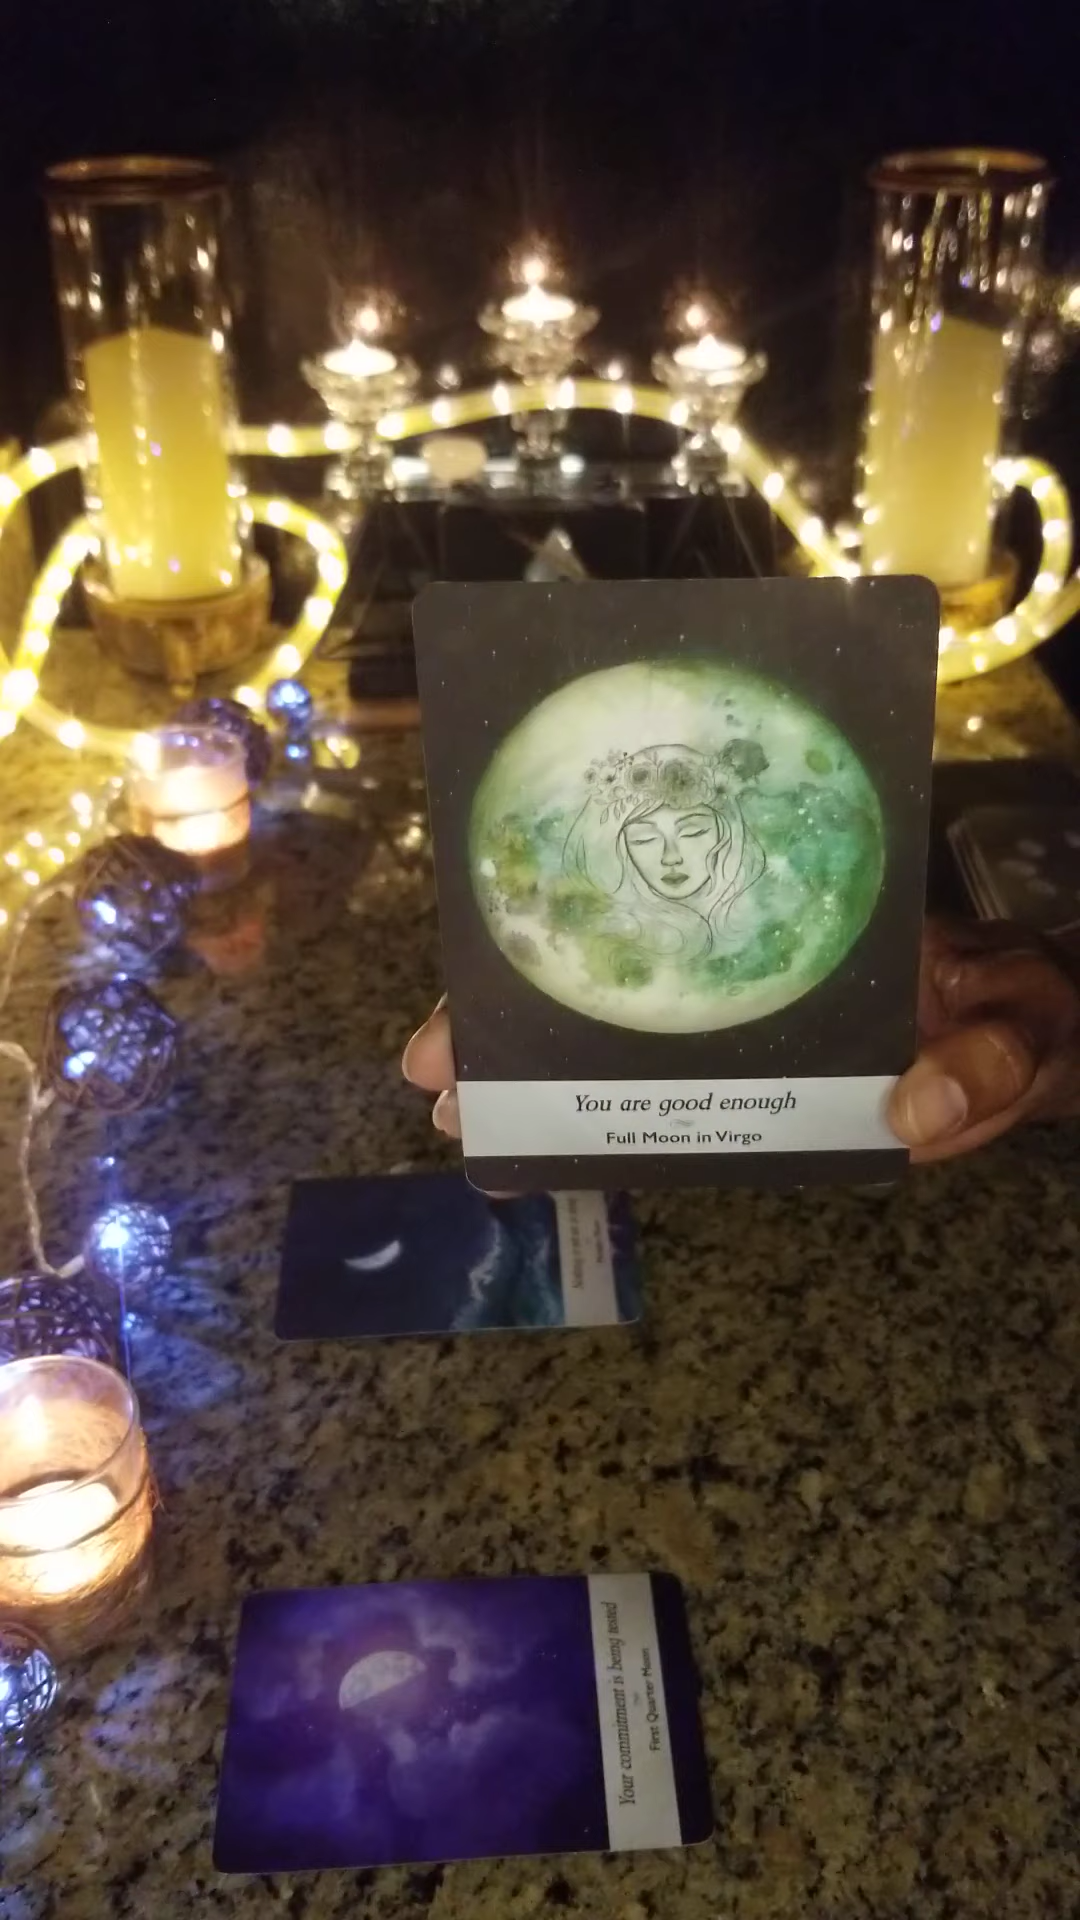 You are good enough
Full Moon in Virgo
Your commitment is being tested
First Quarter Moon